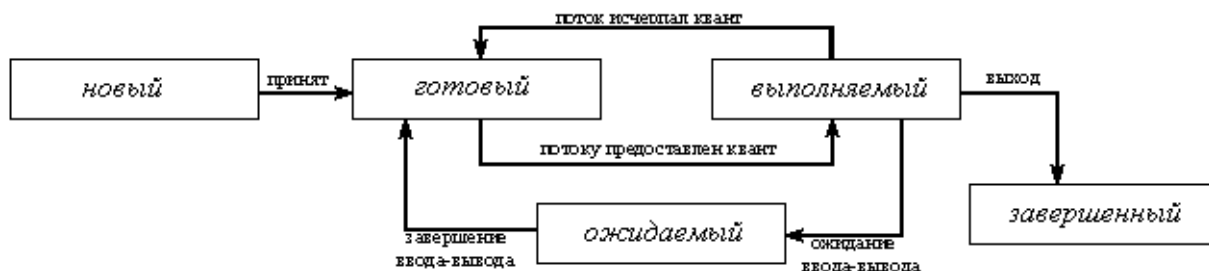 поток исчерпал квант
новый
принят
готовый
выполняемый
выход
потоку предоставлен квант
завершенный
ожидаемый
завершение
ввода-вывода
ожидание
ввода-вывода